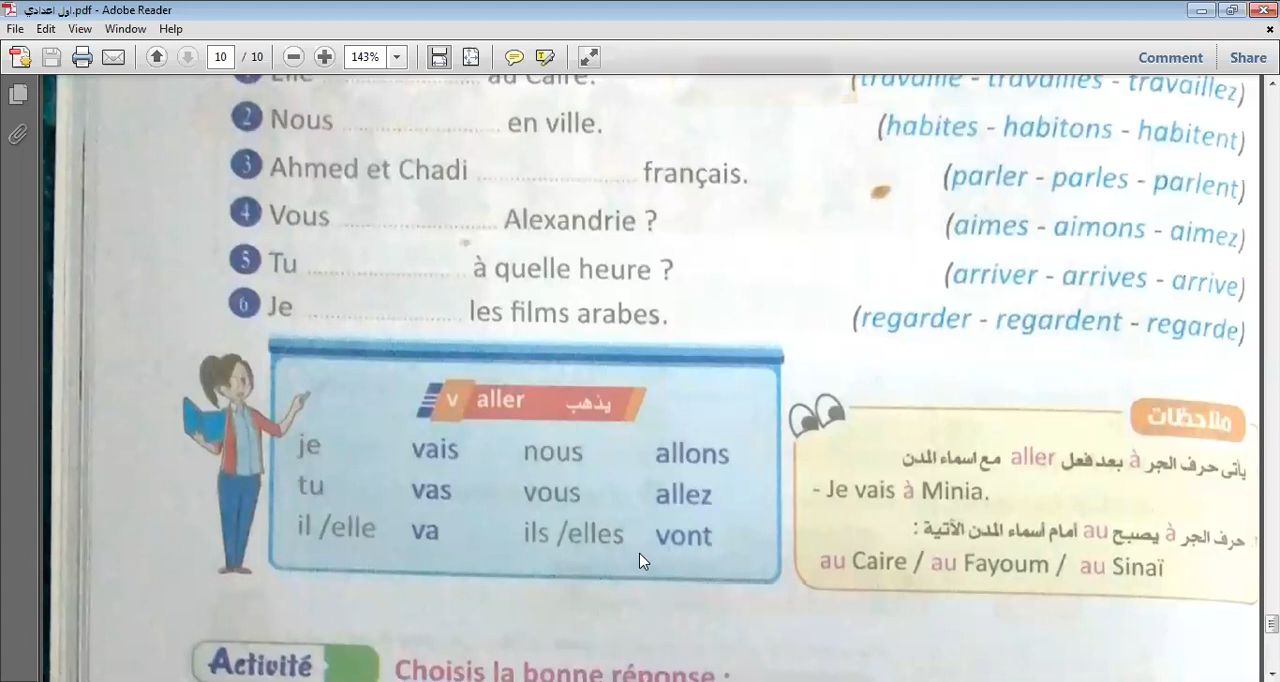 اول اعدادي.pdf - Adobe Reader
File Edit View Window Help
10 / 10 143% Comment Share
1 Elle .................... au Caire. (travaille - travailles - travaillez)
2 Nous .................... en ville. (habites - habitons - habitent)
3 Ahmed et Chadi .................... français. (parler - parles - parlent)
4 Vous .................... Alexandrie ? (aimes - aimons - aimez)
5 Tu .................... à quelle heure ? (arriver - arrives - arrive)
6 Je .................... les films arabes. (regarder - regardent - regarde)
v aller يذهب
je vais nous allons
tu vas vous allez
il /elle va ils /elles vont
ملاحظات
يأتى حرف الجر à بعد فعل aller مع اسماء المدن
- Je vais à Minia.
حرف الجر à يصبح au أمام أسماء المدن الآتية :
au Caire / au Fayoum / au Sinaï
Activité Choisis la bonne réponse :